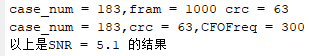 case_num = 183,fram = 1000 crc = 63
case_num = 183,crc = 63,CFOFreq = 300
以上是SNR = 5.1 的结果